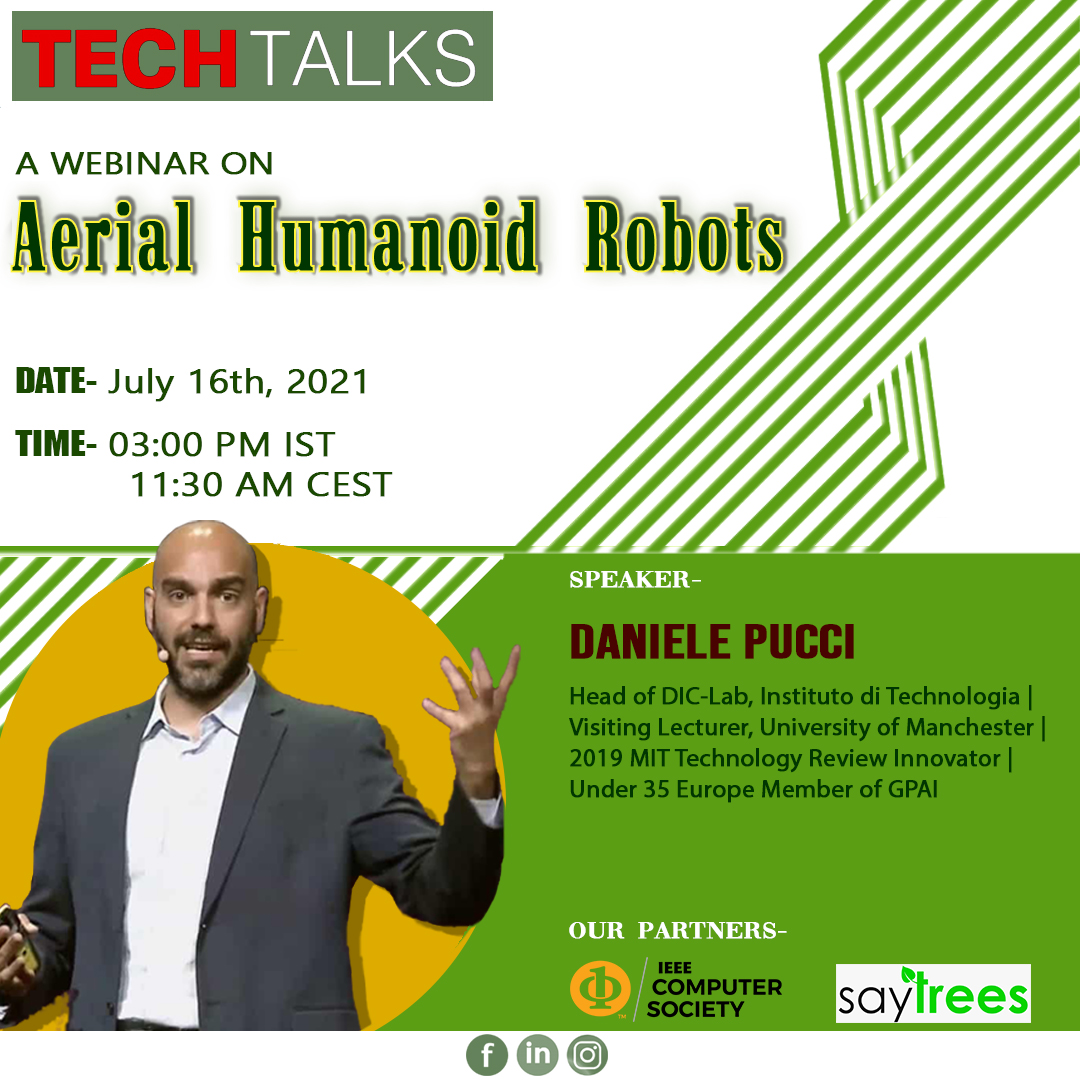 TECH TALKS
A WEBINAR ON
Aerial Humanoid Robots
DATE- July 16th, 2021
TIME- 03:00 PM IST
11:30 AM CEST
SPEAKER-
DANIELE PUCCI
Head of DIC-Lab, Instituto di Technologia |
Visiting Lecturer, University of Manchester |
2019 MIT Technology Review Innovator |
Under 35 Europe Member of GPAI
OUR PARTNERS-
IEEE
COMPUTER
SOCIETY
TM
saytrees
f in